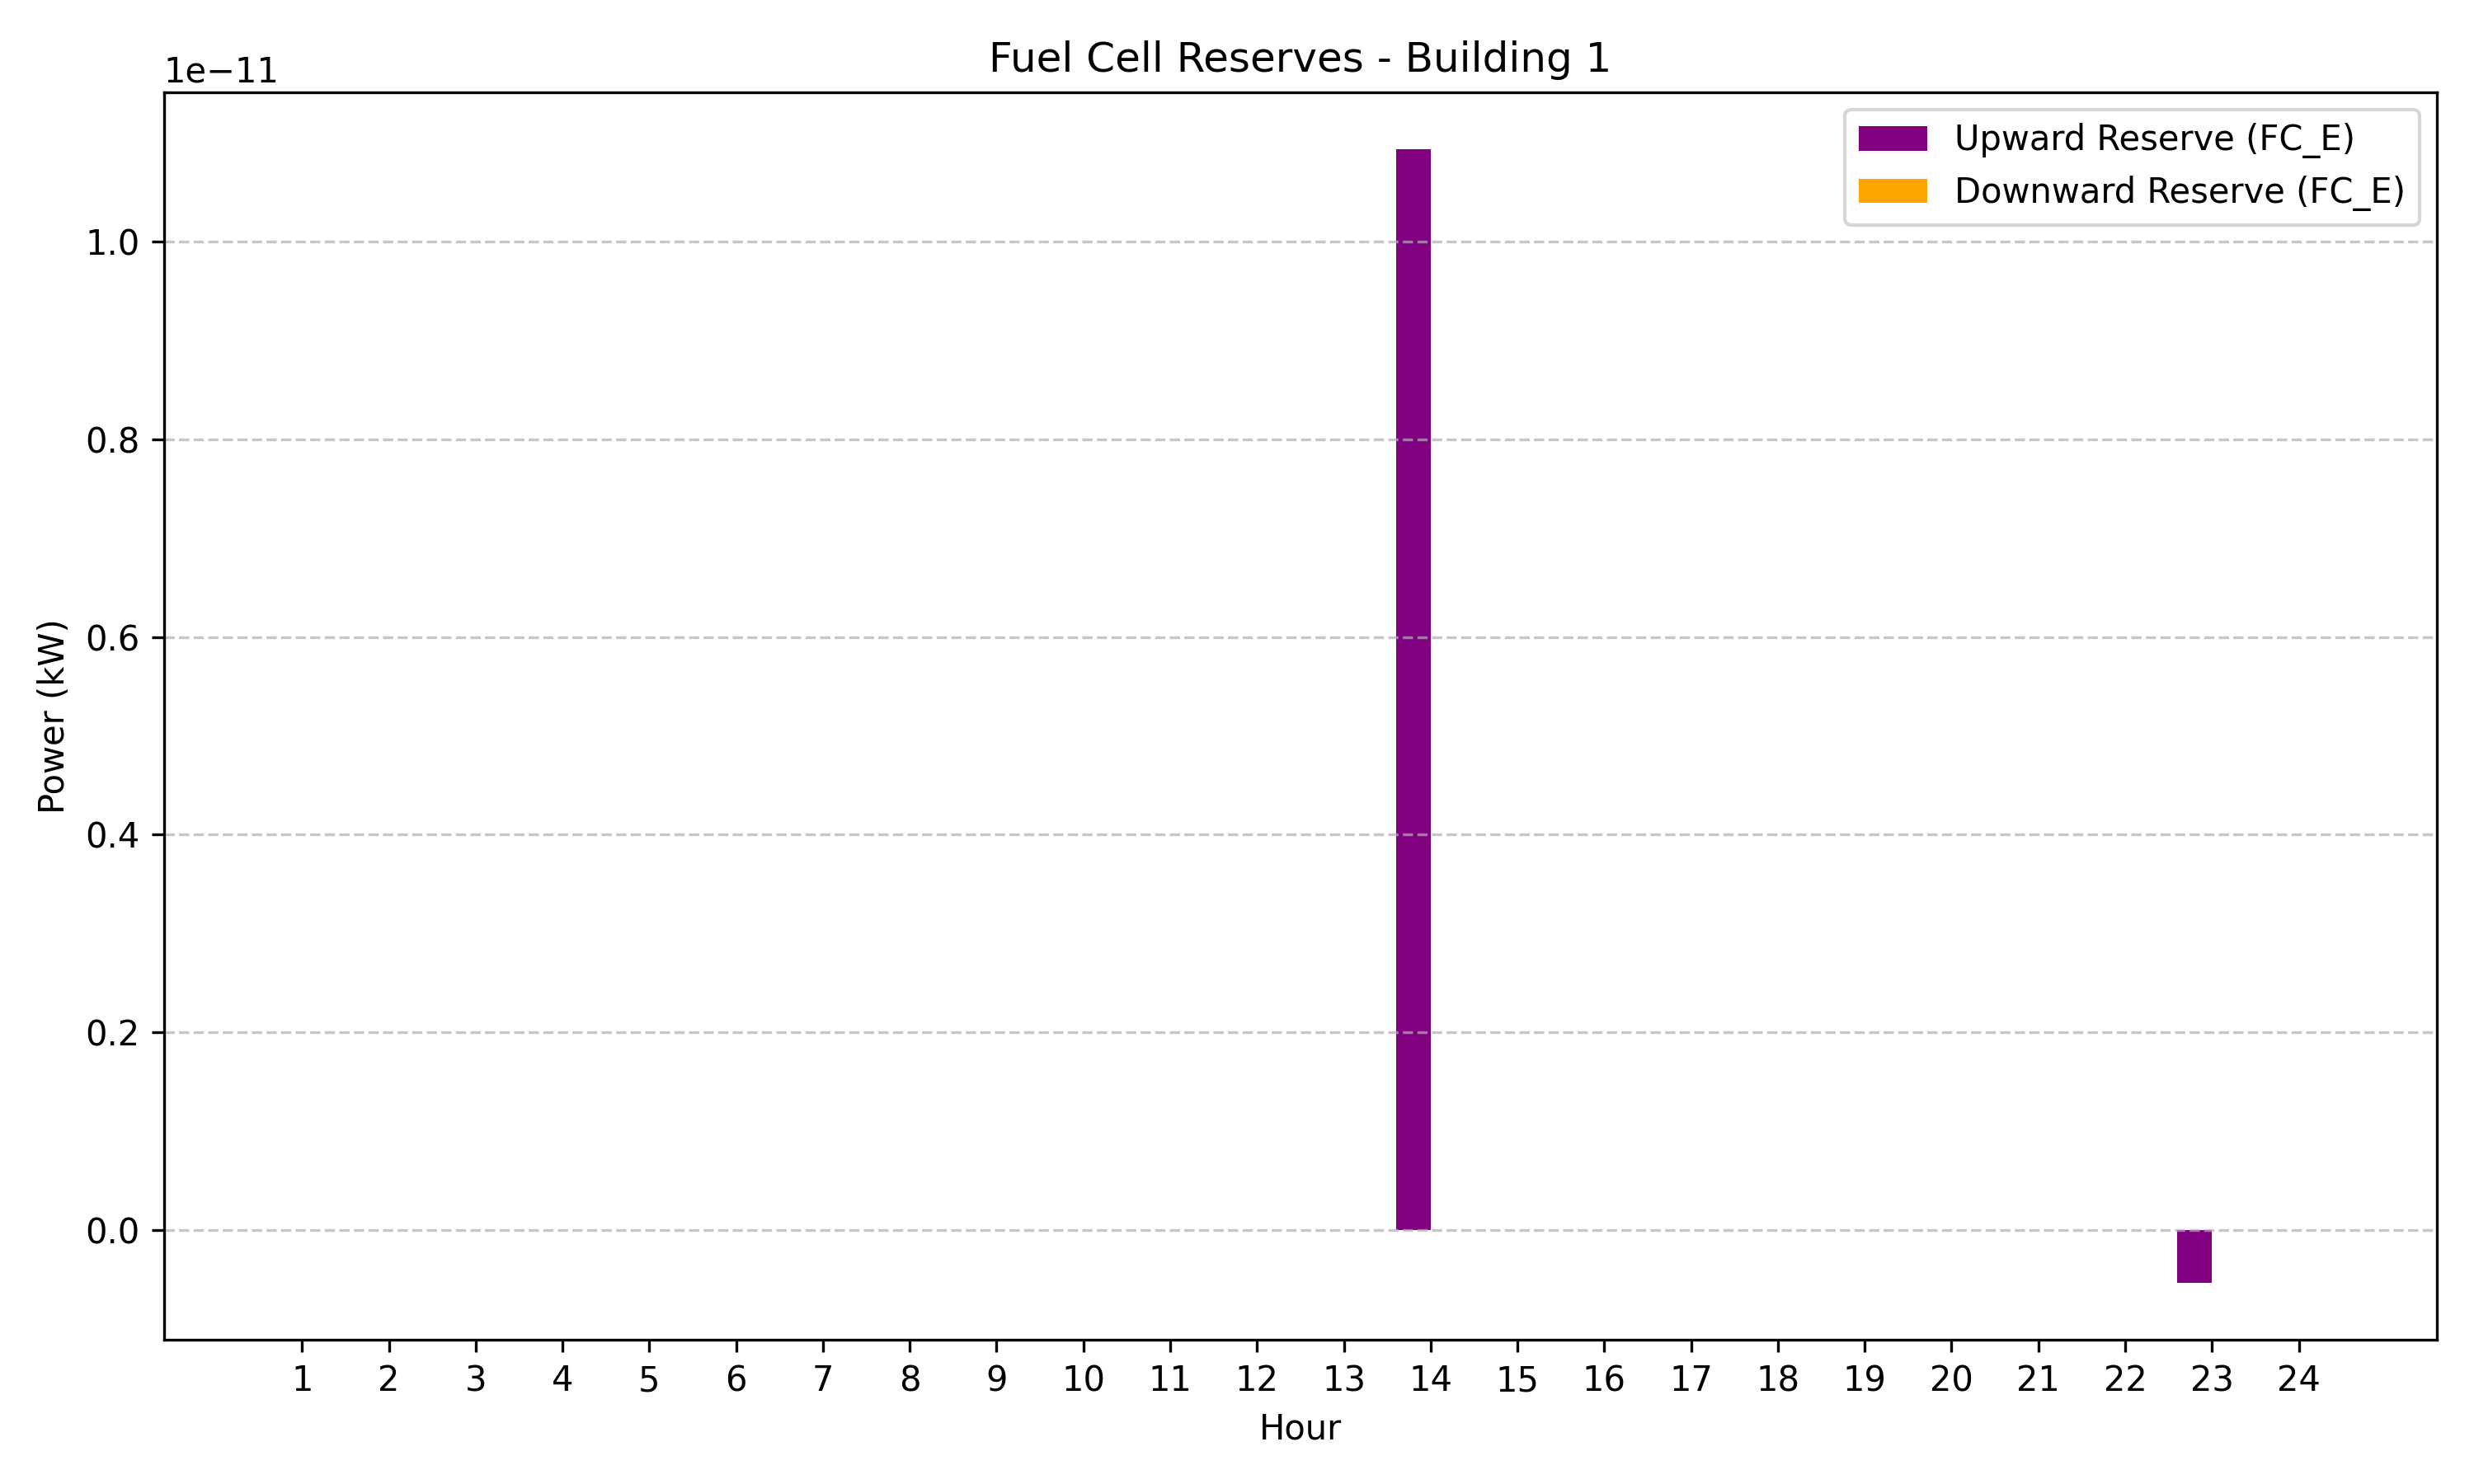 Fuel Cell Reserves - Building 1
1e−11
Upward Reserve (FC_E)
Downward Reserve (FC_E)
1.0
0.8
0.6
0.4
0.2
0.0
Power (kW)
1 2 3 4 5 6 7 8 9 10 11 12 13 14 15 16 17 18 19 20 21 22 23 24
Hour